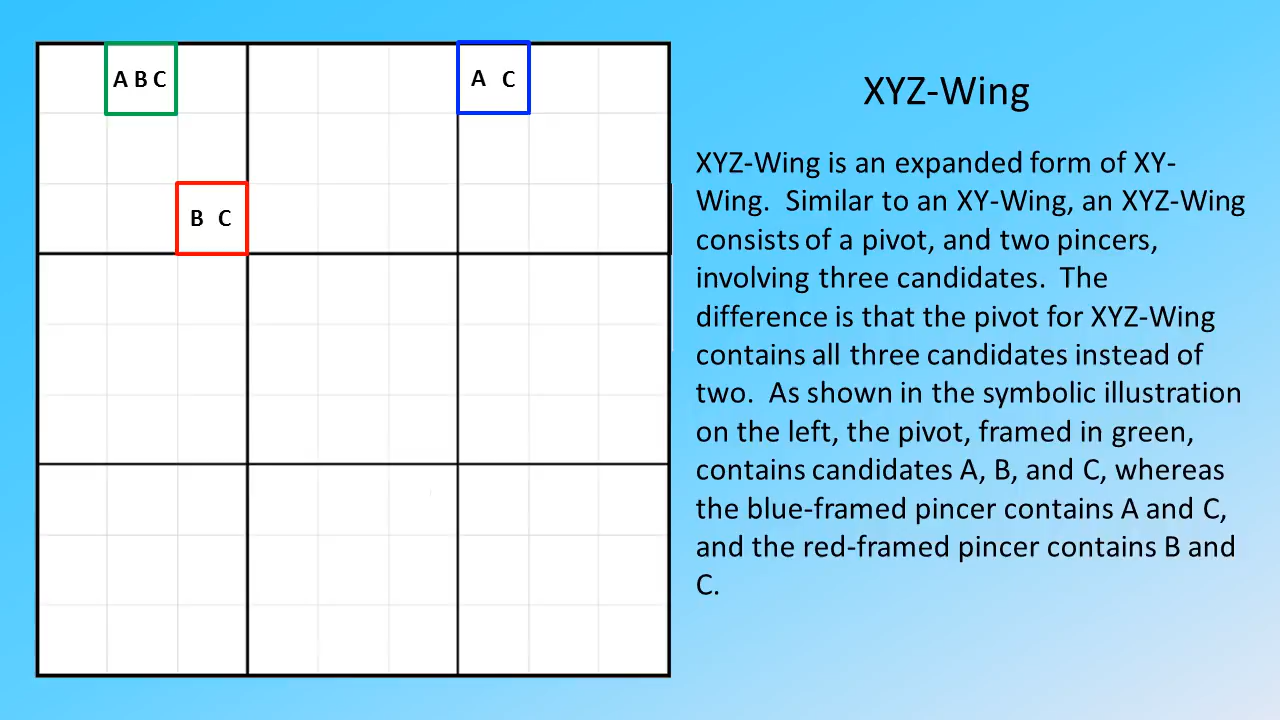 A B C
A C
B C
XYZ-Wing
XYZ-Wing is an expanded form of XY-
Wing.  Similar to an XY-Wing, an XYZ-Wing
consists of a pivot, and two pincers,
involving three candidates.  The
difference is that the pivot for XYZ-Wing
contains all three candidates instead of
two.  As shown in the symbolic illustration
on the left, the pivot, framed in green,
contains candidates A, B, and C, whereas
the blue-framed pincer contains A and C,
and the red-framed pincer contains B and
C.